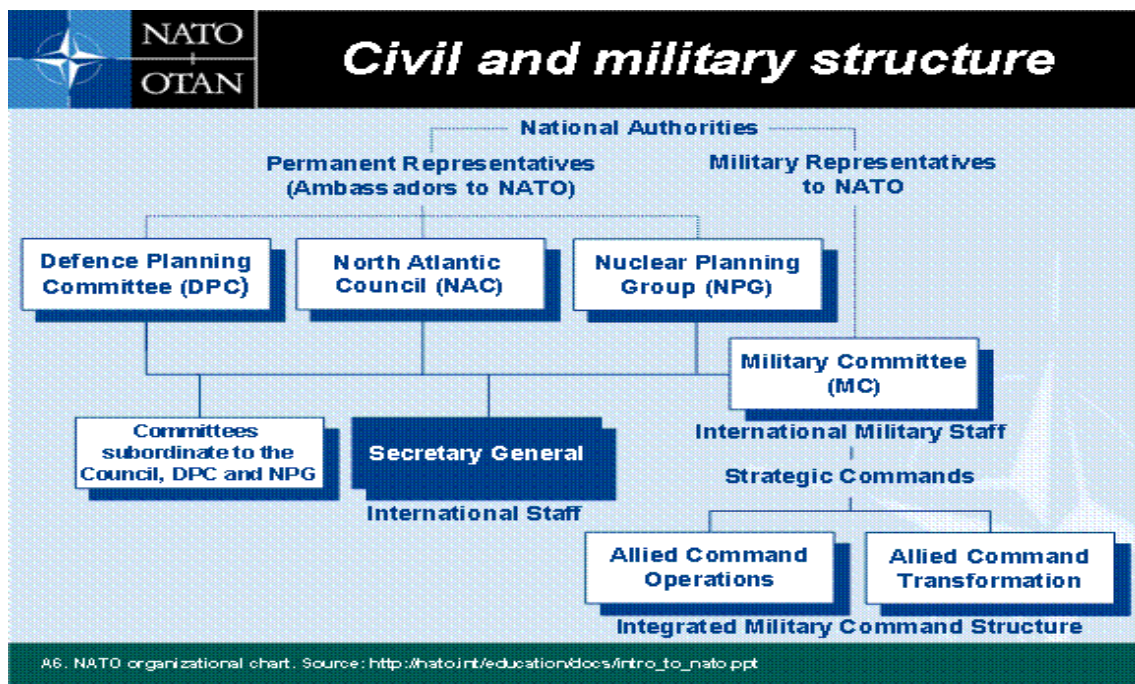 NATO
OTAN
Civil and military structure
National Authorities
Permanent Representatives
(Ambassadors to NATO)
Military Representatives
to NATO
Defence Planning
Committee (DPC)
North Atlantic
Council (NAC)
Nuclear Planning
Group (NPG)
Military Committee
(MC)
International Military Staff
Committees
subordinate to the
Council, DPC and NPG
Secretary General
International Staff
Strategic Commands
Allied Command
Operations
Allied Command
Transformation
Integrated Military Command Structure
A6. NATO organizational chart. Source: http://nato.int/education/docs/intro_to_nato.ppt